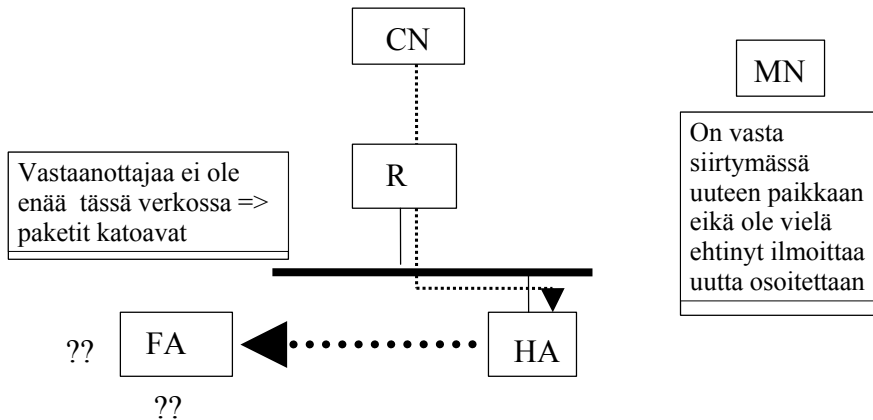 CN
MN
R
Vastaanottajaa ei ole
enää tässä verkossa =>
paketit katoavat
On vasta
siirtymässä
uuteen paikkaan
eikä ole vielä
ehtinyt ilmoittaa
uutta osoitettaan
??
FA
HA
??